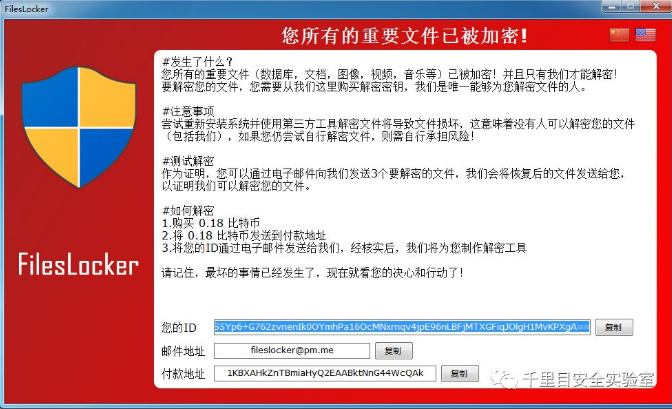 FilesLocker
您所有的重要文件已被加密!
#发生了什么？
您所有的重要文件（数据库，文档，图像，视频，音乐等）已被加密！并且只有我们才能解密！
要解密您的文件，您需要从我们这里购买解密密钥，我们是唯一能够为您解密文件的人。
#注意事项
尝试重新安装系统并使用第三方工具解密文件将导致文件损坏，这意味着没有人可以解密您的文件
（包括我们），如果您仍尝试自行解密文件，则需自行承担风险！
#测试解密
作为证明，您可以通过电子邮件向我们发送3个要解密的文件，我们会将恢复后的文件发送给您，
以证明我们可以解密您的文件。
#如何解密
1.购买 0.18 比特币
2.将 0.18 比特币发送到付款地址
3.将您的ID通过电子邮件发送给我们，经核实后，我们将为您制作解密工具
请记住，最坏的事情已经发生了，现在就看您的决心和行动了！
FilesLocker
您的ID S5Yp6+G762zvnenIk0OYmhPa16OcMNxrnqv4jpE96nLBFjMTXGFiqJOlgH1MvKPXgA== 复制
邮件地址 fileslocker@pm.me 复制
付款地址 1KBXAHkZnTBmiaHyQ2EAABktNnG44WcQAk 复制
千里目安全实验室